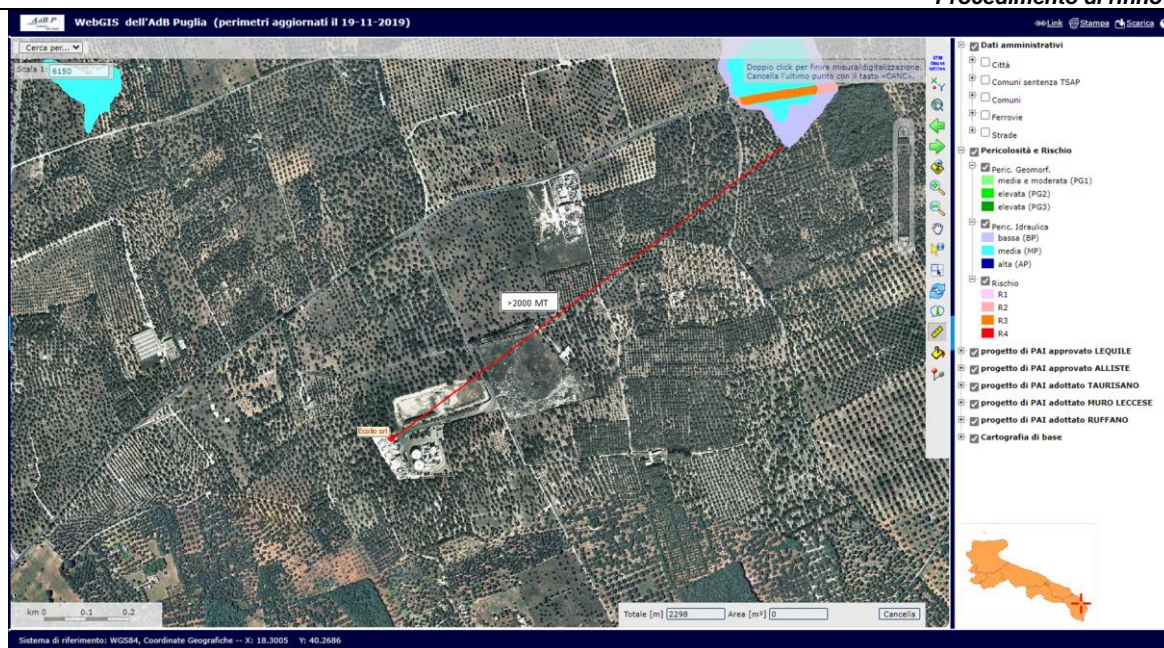 Procedimento di rinno
AdB P
WebGIS dell'AdB Puglia (perimetri aggiornati il 19-11-2019)
Link Stampa Scarica
Cerca per...
Scala 1: 6150
Doppio click per finire misura/digitalizzazione.
Cancella l'ultimo punto con il tasto «CANC».
>2000 MT
Ecolio srl
km 0 0.1 0.2
Totale [m] 2298 Area [m²] 0 Cancella
Dati amministrativi
Città
Comuni sentenza TSAP
Comuni
Ferrovie
Strade
Pericolosità e Rischio
Peric. Geomorf.
media e moderata (PG1)
elevata (PG2)
elevata (PG3)
Peric. Idraulica
bassa (BP)
media (MP)
alta (AP)
Rischio
R1
R2
R3
R4
progetto di PAI approvato LEQUILE
progetto di PAI approvato ALLISTE
progetto di PAI adottato TAURISANO
progetto di PAI adottato MURO LECCESE
progetto di PAI adottato RUFFANO
Cartografia di base
Sistema di riferimento: WGS84, Coordinate Geografiche -- X: 18.3005 Y: 40.2686